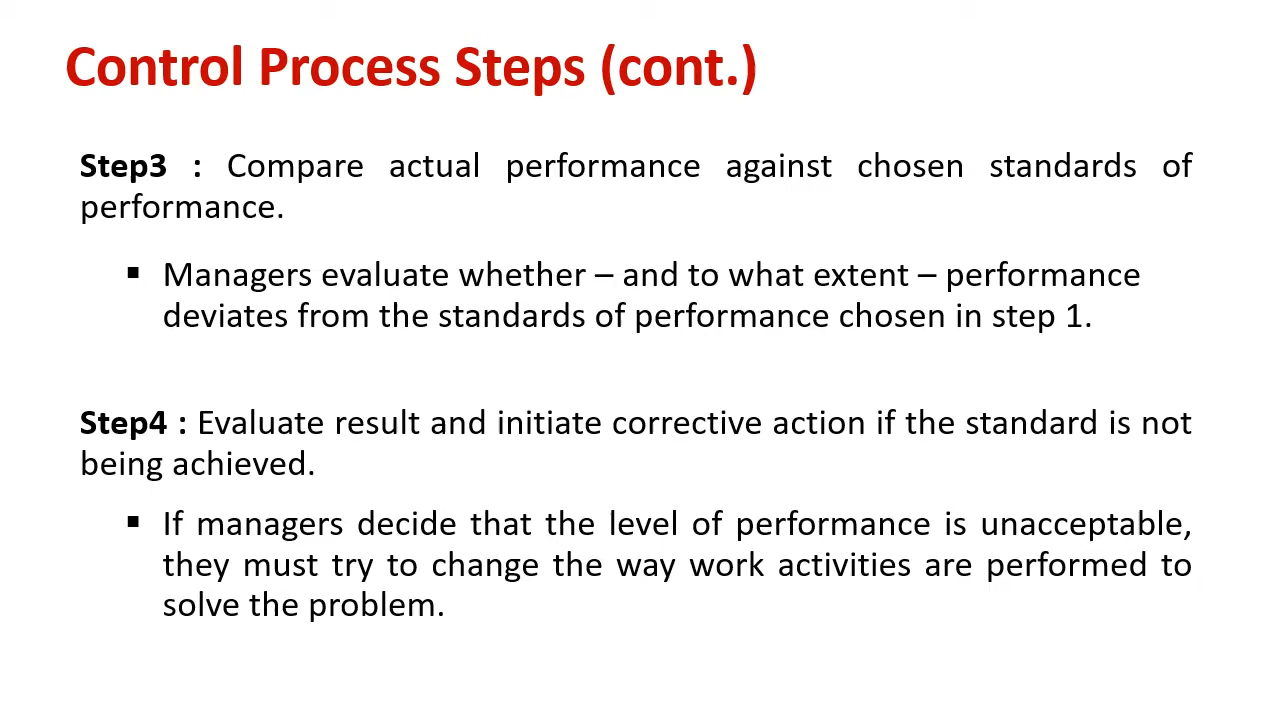 Control Process Steps (cont.)
Step3 : Compare actual performance against chosen standards of
performance.
▪ Managers evaluate whether – and to what extent – performance
deviates from the standards of performance chosen in step 1.
Step4 : Evaluate result and initiate corrective action if the standard is not
being achieved.
▪ If managers decide that the level of performance is unacceptable,
they must try to change the way work activities are performed to
solve the problem.